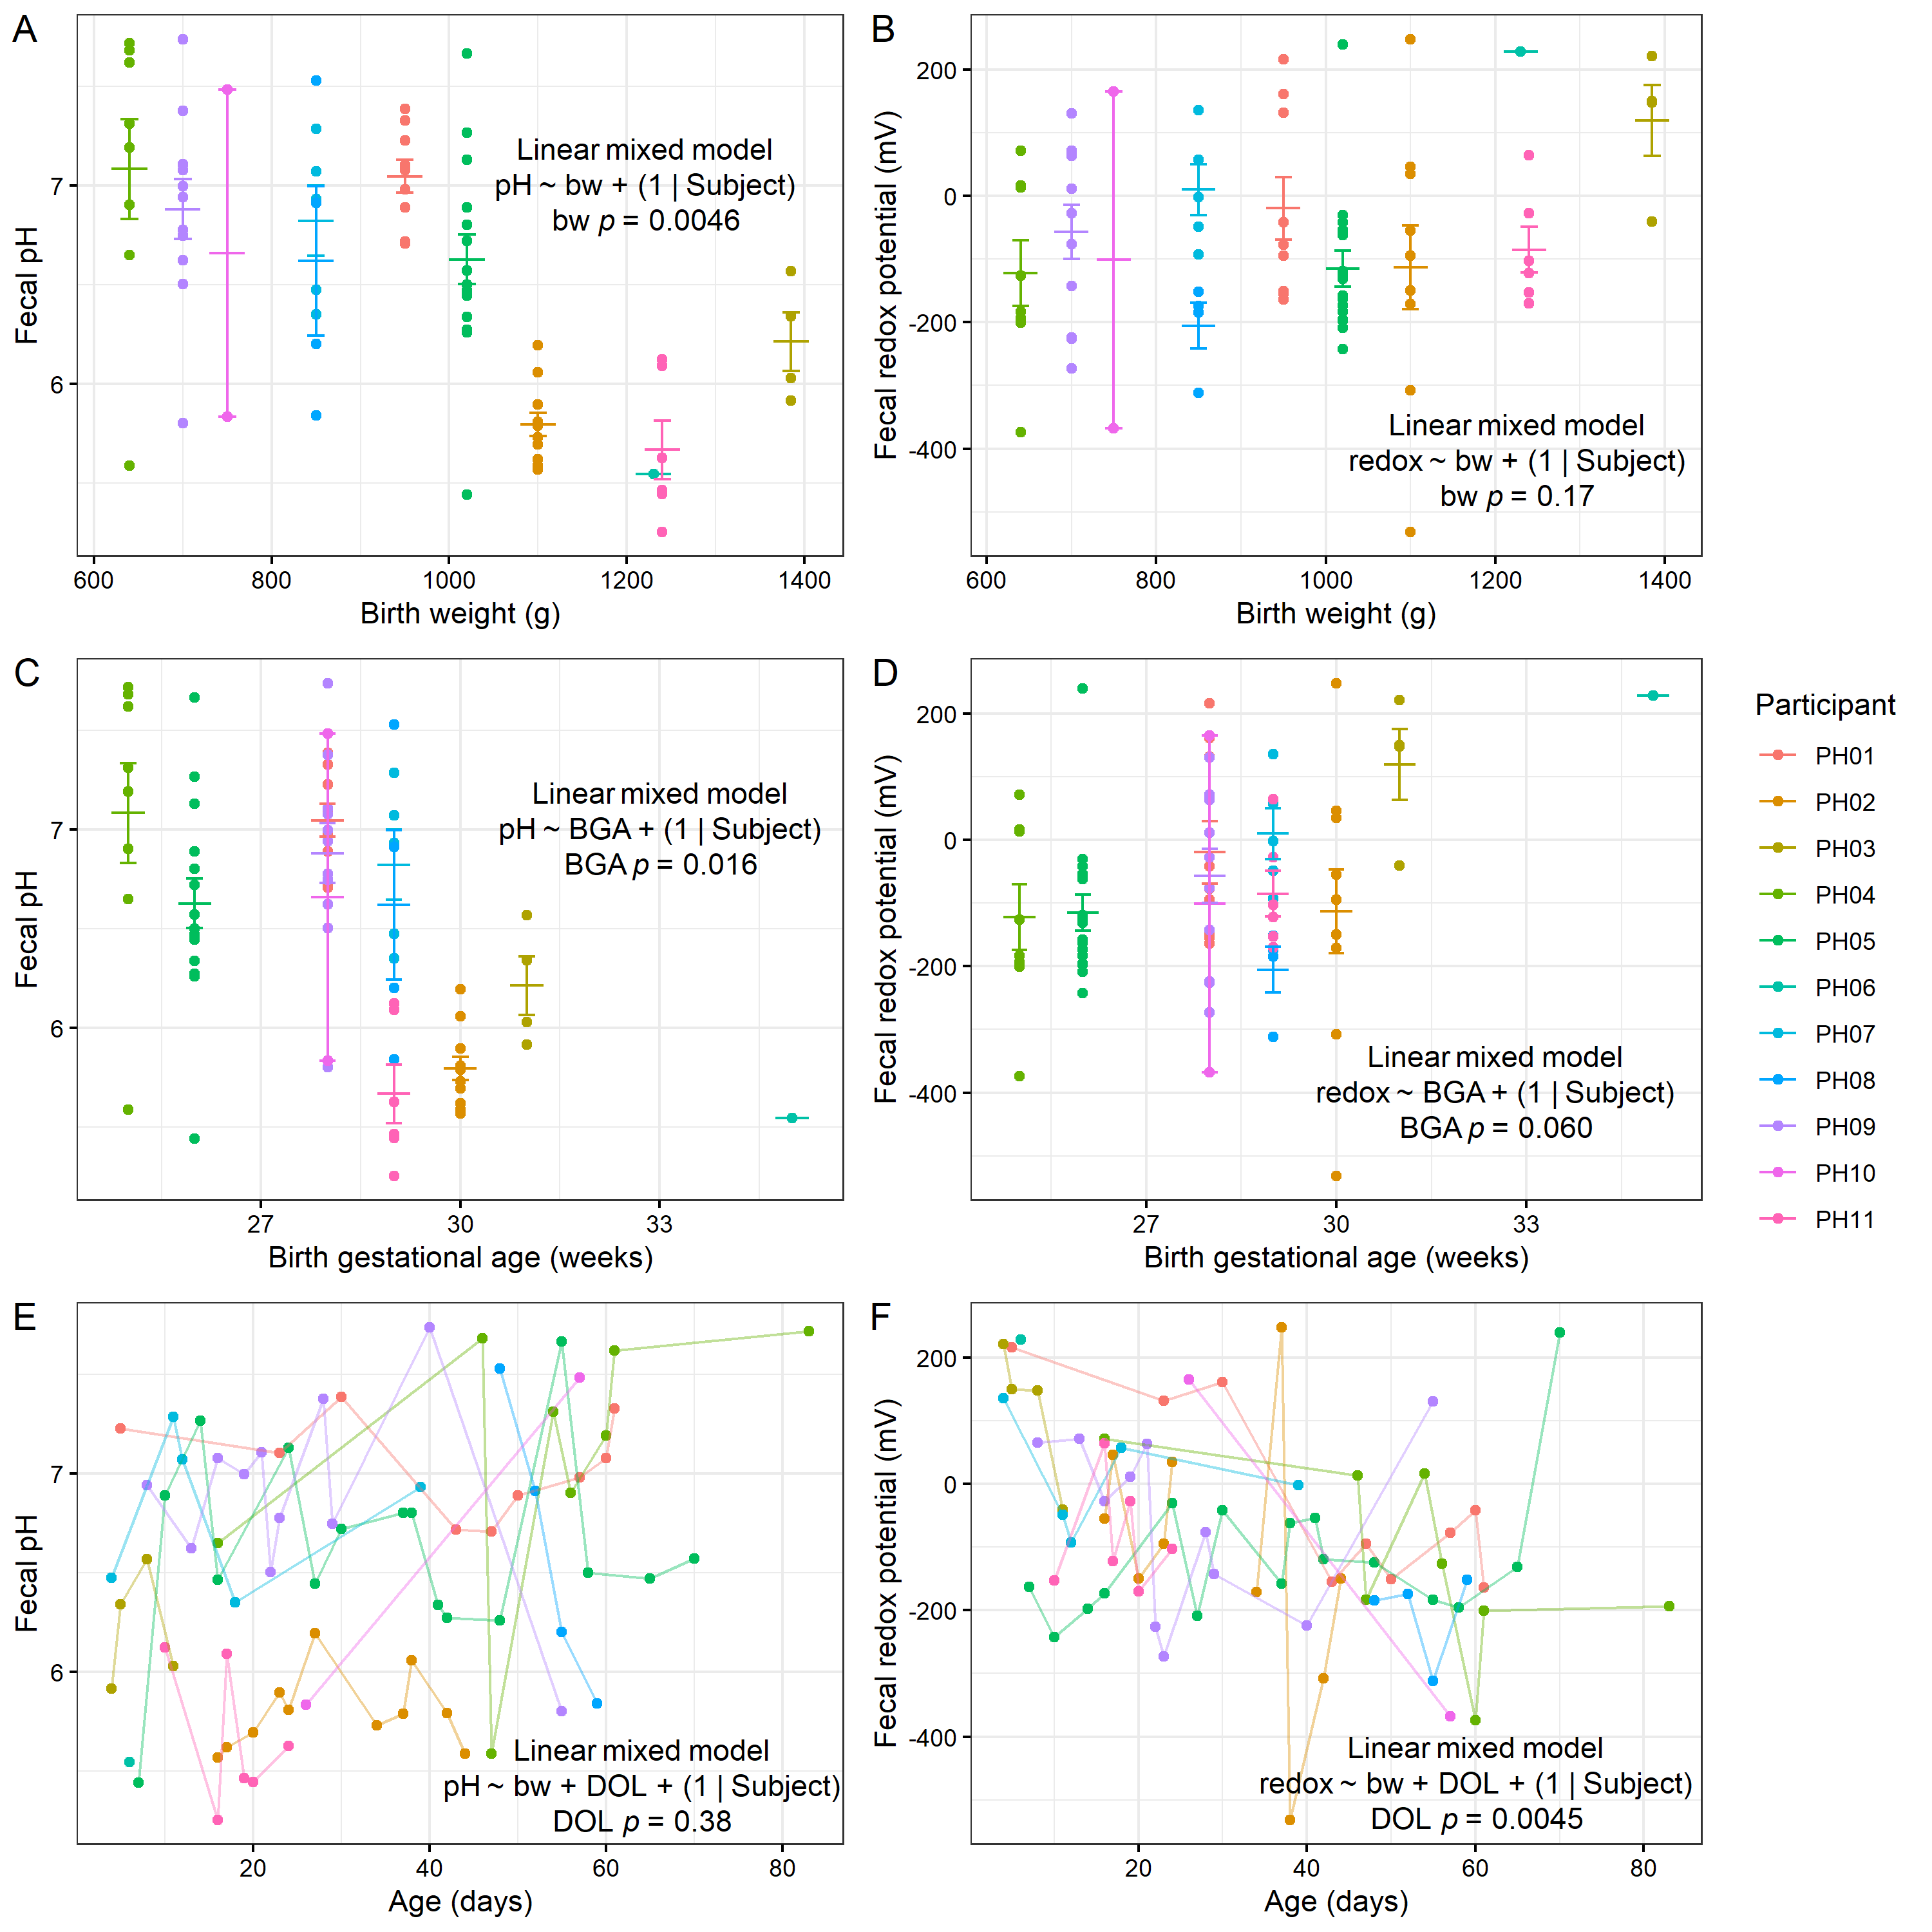 A
Fecal pH
7
6
Linear mixed model
pH ~ bw + (1 | Subject)
bw p = 0.0046
600 800 1000 1200 1400
Birth weight (g)
B
Fecal redox potential (mV)
200
0
-200
-400
Linear mixed model
redox ~ bw + (1 | Subject)
bw p = 0.17
600 800 1000 1200 1400
Birth weight (g)
C
Fecal pH
7
6
Linear mixed model
pH ~ BGA + (1 | Subject)
BGA p = 0.016
27 30 33
Birth gestational age (weeks)
D
Fecal redox potential (mV)
200
0
-200
-400
Linear mixed model
redox ~ BGA + (1 | Subject)
BGA p = 0.060
27 30 33
Birth gestational age (weeks)
Participant
PH01
PH02
PH03
PH04
PH05
PH06
PH07
PH08
PH09
PH10
PH11
E
Fecal pH
7
6
Linear mixed model
pH ~ bw + DOL + (1 | Subject)
DOL p = 0.38
20 40 60 80
Age (days)
F
Fecal redox potential (mV)
200
0
-200
-400
Linear mixed model
redox ~ bw + DOL + (1 | Subject)
DOL p = 0.0045
20 40 60 80
Age (days)